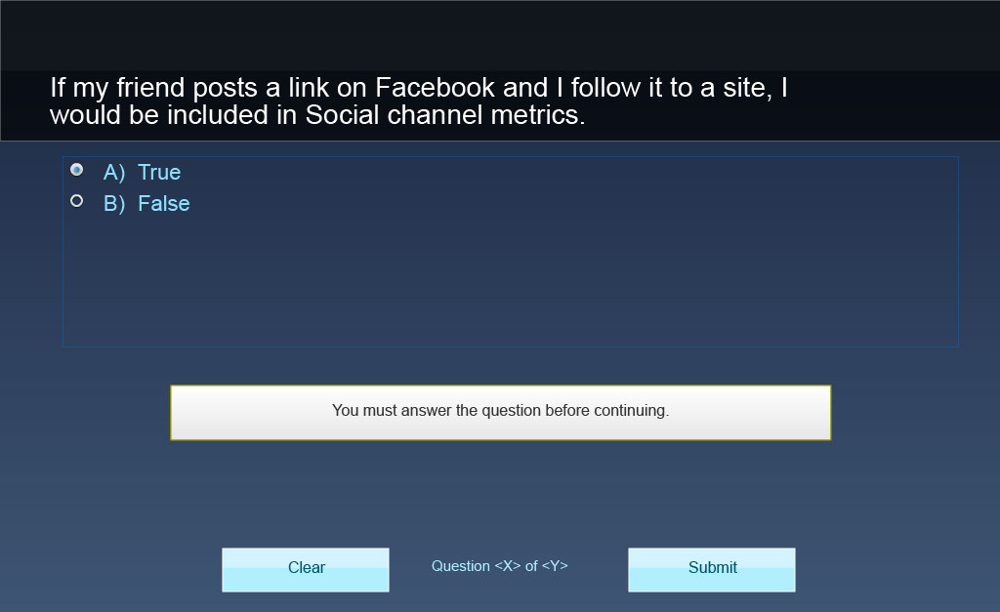 If my friend posts a link on Facebook and I follow it to a site, I
would be included in Social channel metrics.
A) True
B) False
You must answer the question before continuing.
Clear
Question <X> of <Y>
Submit